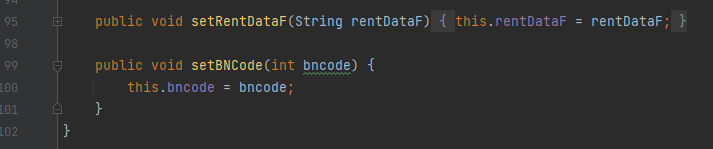 95 public void setRentDataF(String rentDataF) { this.rentDataF = rentDataF; }
99 public void setBNCode(int bncode) {
100 this.bncode = bncode;
101 }
102 }